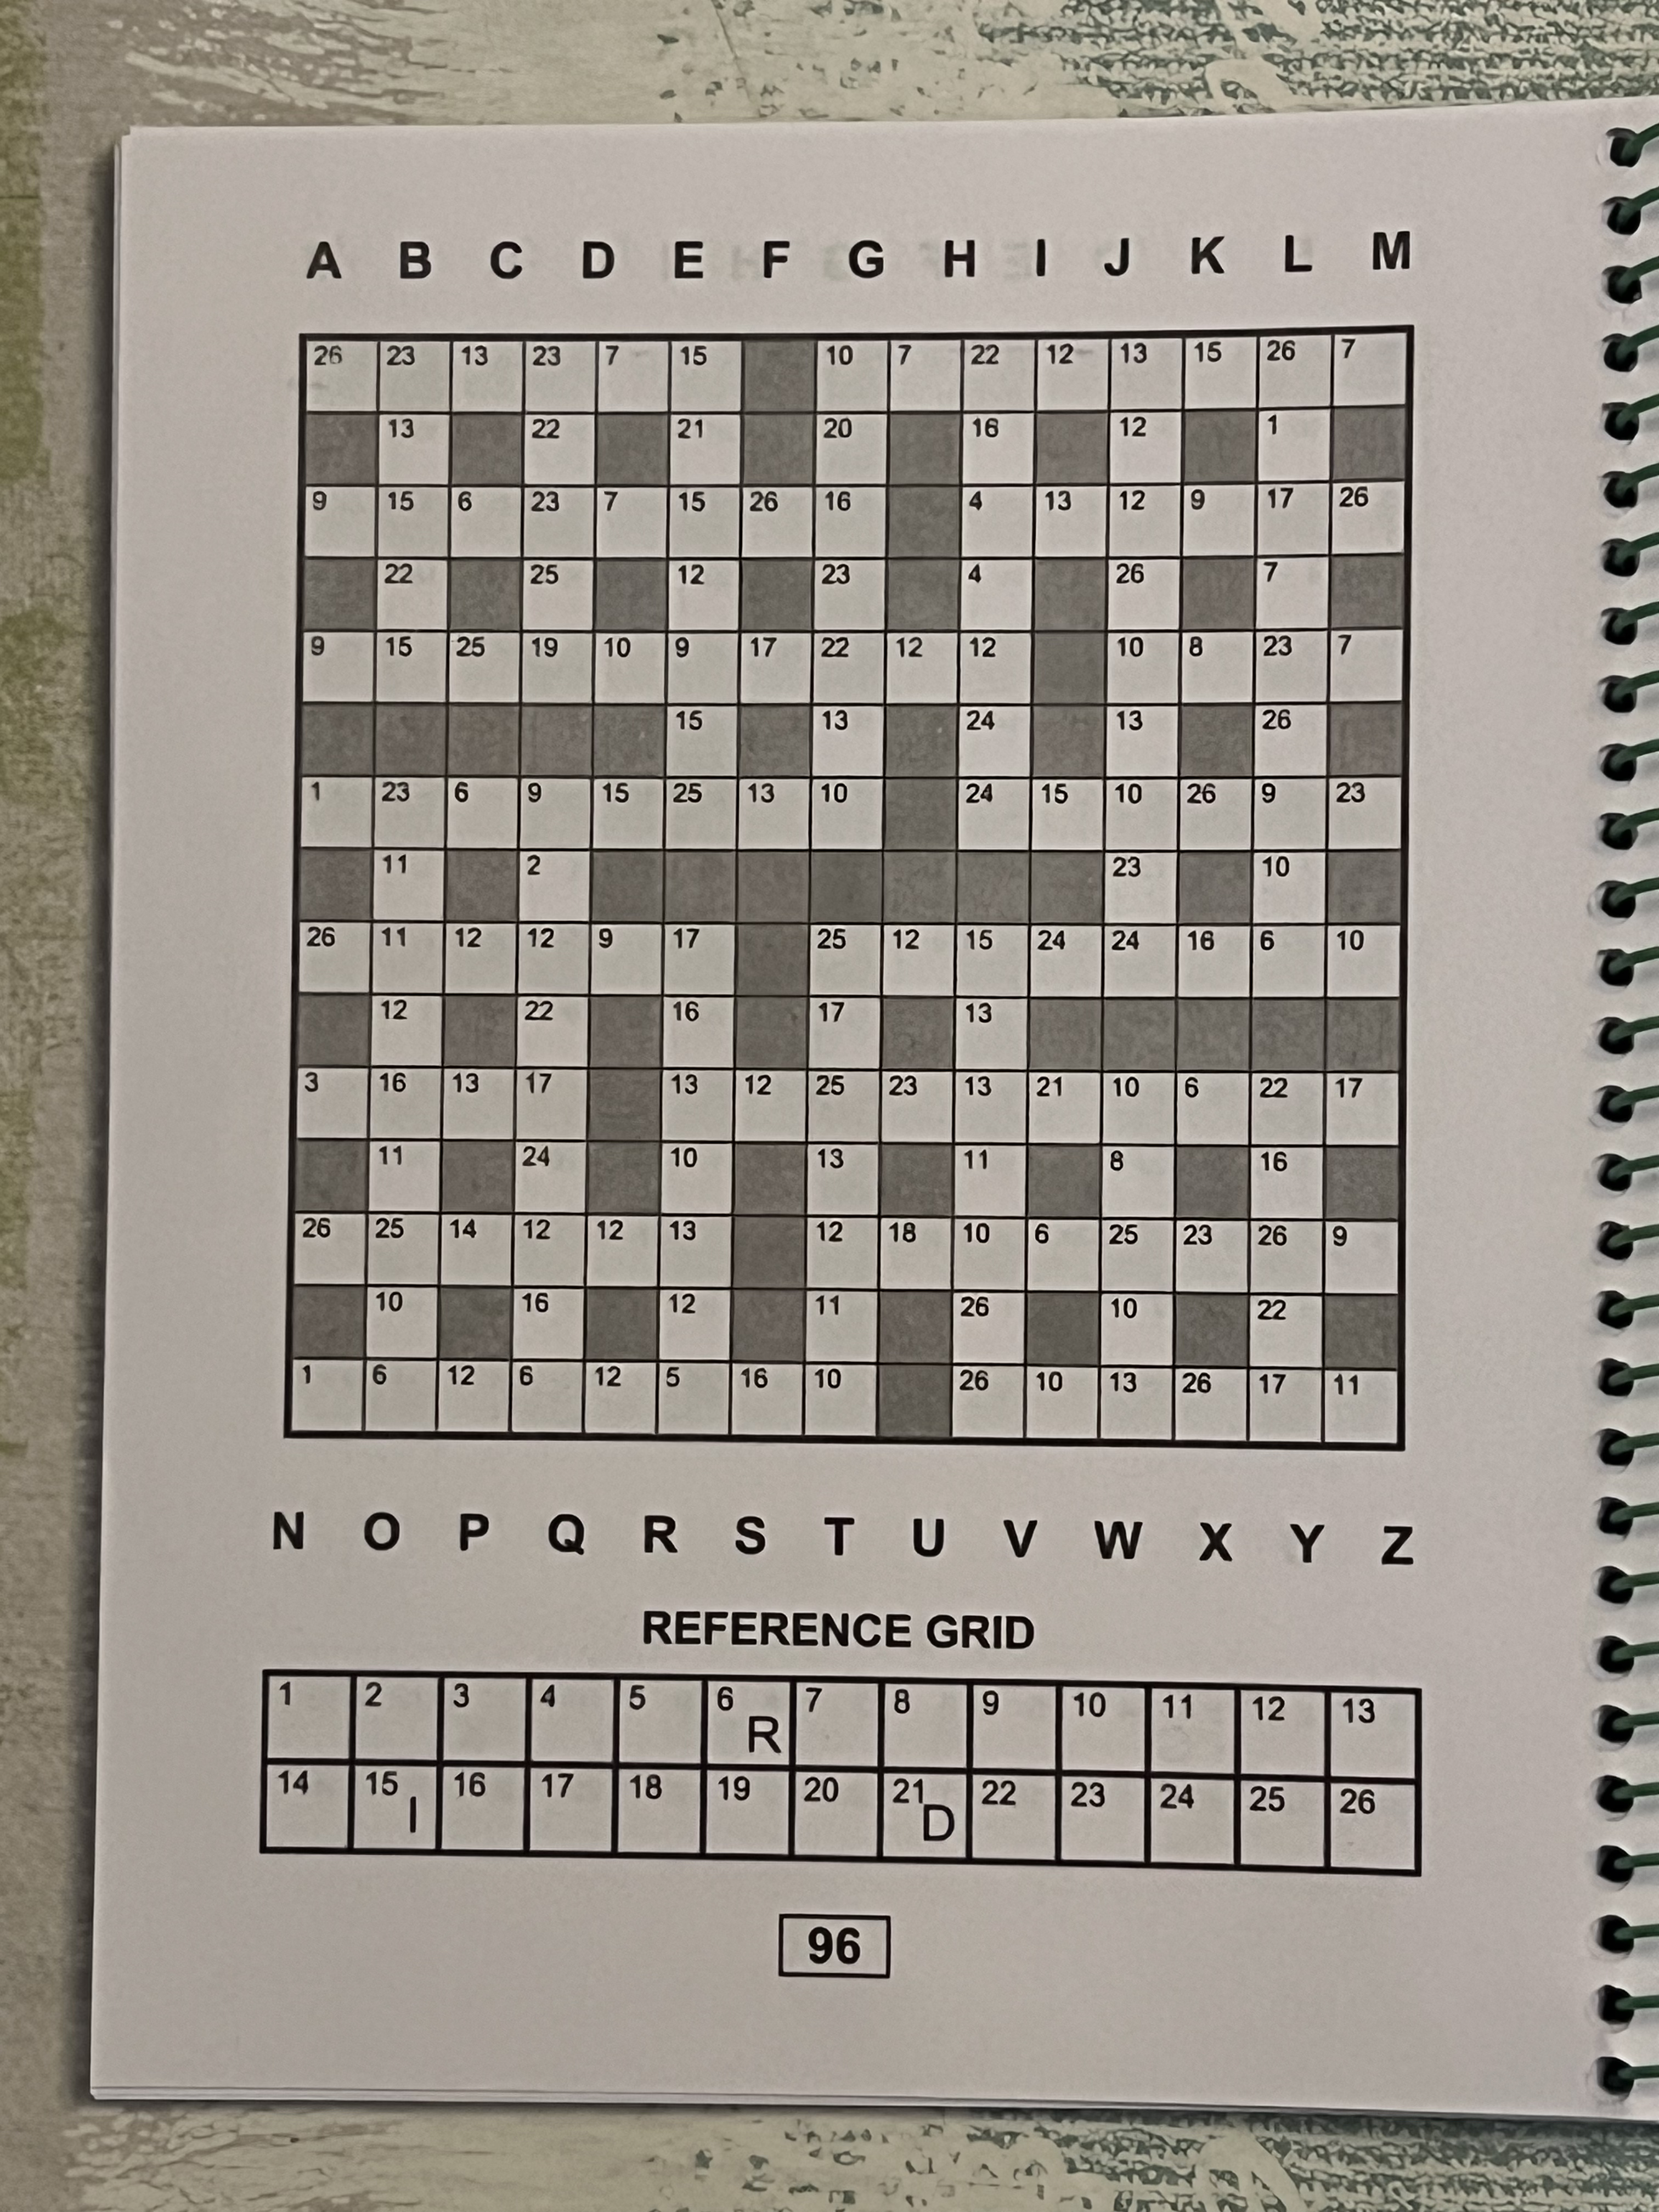 A B C D E F G H I J K L M
26 23 13 23 7 15 10 7 22 12 13 15 26 7
13 22 21 20 16 12 1
9 15 6 23 7 15 26 16 4 13 12 9 17 26
22 25 12 23 4 26 7
9 15 25 19 10 9 17 22 12 12 10 8 23 7
15 13 24 13 26
1 23 6 9 15 25 13 10 24 15 10 26 9 23
11 2 23 10
26 11 12 12 9 17 25 12 15 24 24 16 6 10
12 22 16 17 13
3 16 13 17 13 12 25 23 13 21 10 6 22 17
11 24 10 13 11 8 16
26 25 14 12 12 13 12 18 10 6 25 23 26 9
10 16 12 11 26 10 22
1 6 12 6 12 5 16 10 26 10 13 26 17 11
N O P Q R S T U V W X Y Z
REFERENCE GRID
1 2 3 4 5 6 R 7 8 9 10 11 12 13
14 15 I 16 17 18 19 20 21 D 22 23 24 25 26
96